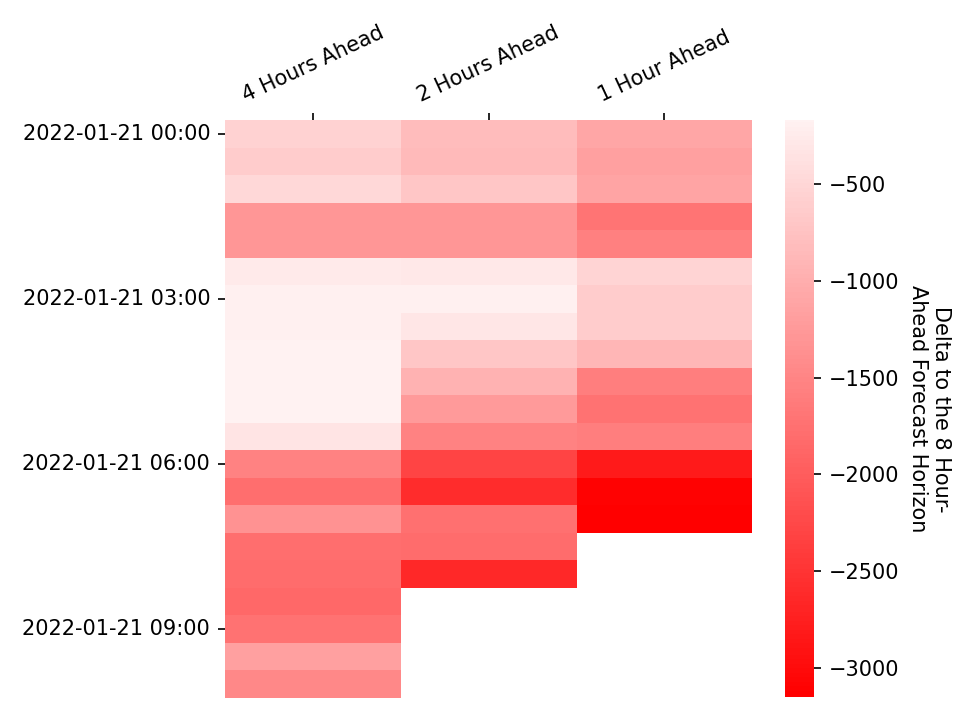 4 Hours Ahead
2 Hours Ahead
1 Hour Ahead
2022-01-21 00:00
2022-01-21 03:00
2022-01-21 06:00
2022-01-21 09:00
−500
−1000
−1500
−2000
−2500
−3000
Delta to the 8 Hour-
Ahead Forecast Horizon